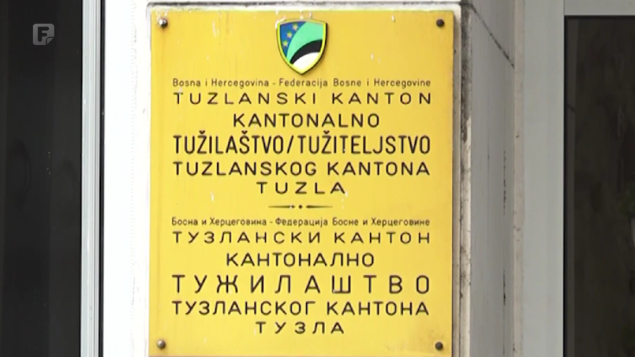 F
Bosna i Hercegovina - Federacija Bosne i Hercegovine
TUZLANSKI KANTON
KANTONALNO
TUŽILAŠTVO/TUŽITELJSTVO
TUZLANSKOG KANTONA
TUZLA
Босна и Херцеговина - Федерација Босне и Херцеговине
ТУЗЛАНСКИ КАНТОН
КАНТОНАЛНО
ТУЖИЛАШТВО
ТУЗЛАНСКОГ КАНТОНА
ТУЗЛА